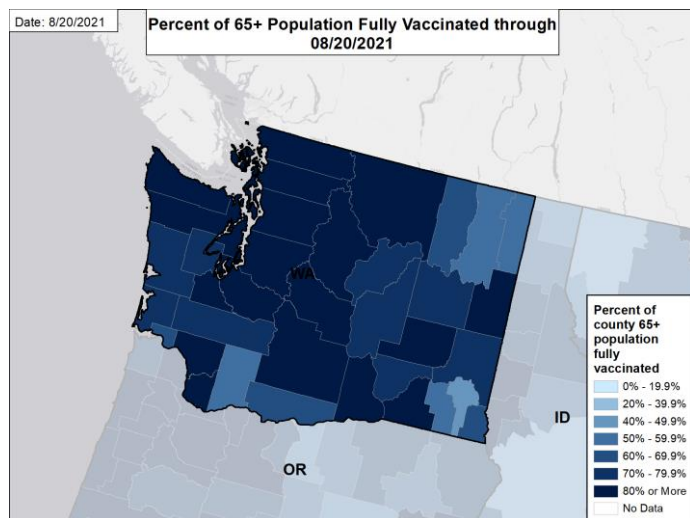 Date: 8/20/2021
Percent of 65+ Population Fully Vaccinated through
08/20/2021
WA
OR
ID
Percent of
county 65+
population
fully
vaccinated
0% - 19.9%
20% - 39.9%
40% - 49.9%
50% - 59.9%
60% - 69.9%
70% - 79.9%
80% or More
No Data